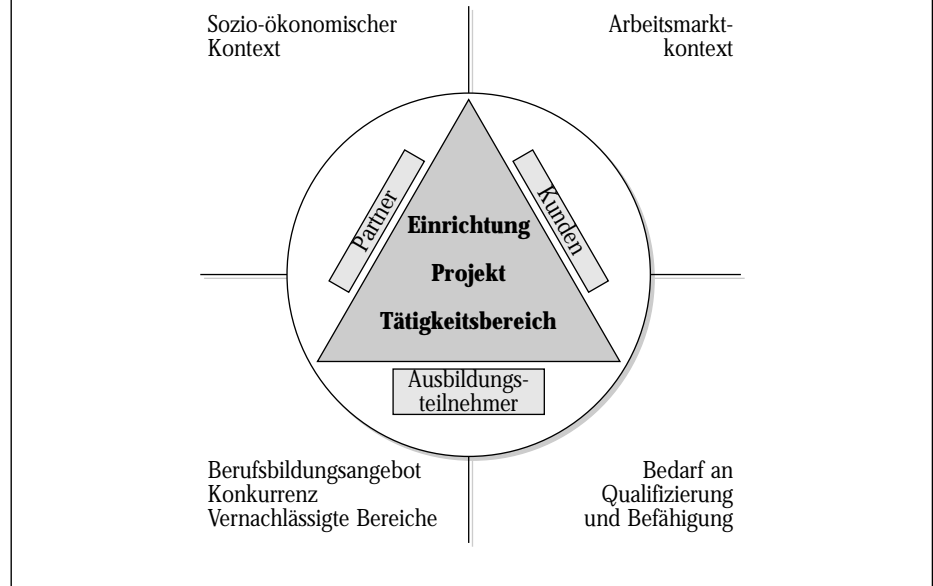 Sozio-ökonomischer
Kontext
Arbeitsmarkt-
kontext
Partner
Kunden
Einrichtung
Projekt
Tätigkeitsbereich
Ausbildungs-
teilnehmer
Berufsbildungsangebot
Konkurrenz
Vernachlässigte Bereiche
Bedarf an
Qualifizierung
und Befähigung